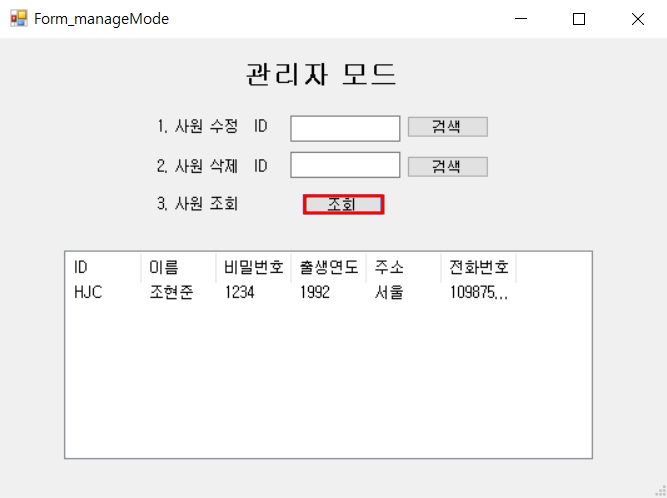 Form_manageMode
관리자 모드
1. 사원 수정 ID 검색
2. 사원 삭제 ID 검색
3. 사원 조회 조회
ID 이름 비밀번호 출생연도 주소 전화번호
HJC 조현준 1234 1992 서울 109875...